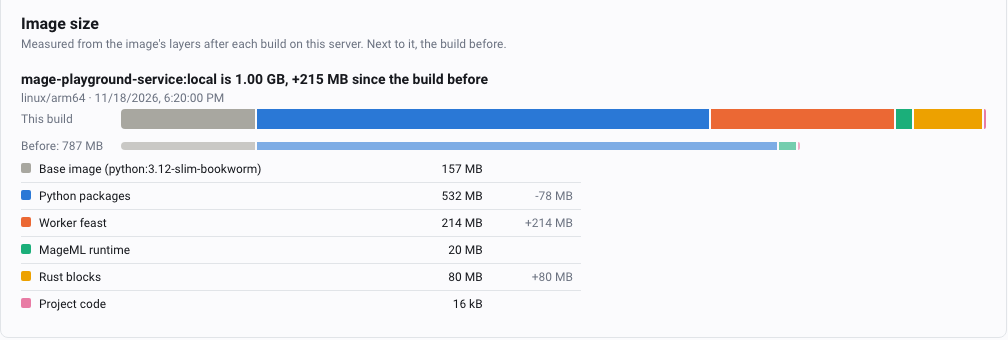 Image size
Measured from the image's layers after each build on this server. Next to it, the build before.
mage-playground-service:local is 1.00 GB, +215 MB since the build before
linux/arm64 · 11/18/2026, 6:20:00 PM
This build
Before: 787 MB
Base image (python:3.12-slim-bookworm) 157 MB
Python packages 532 MB -78 MB
Worker feast 214 MB +214 MB
MageML runtime 20 MB
Rust blocks 80 MB +80 MB
Project code 16 kB